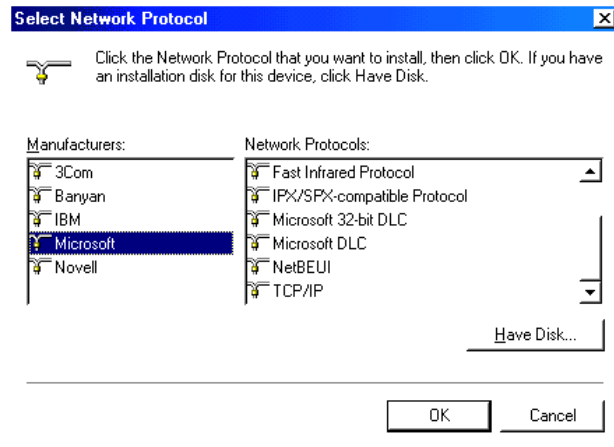 Select Network Protocol
Click the Network Protocol that you want to install, then click OK. If you have
an installation disk for this device, click Have Disk.
Manufacturers:
3Com
Banyan
IBM
Microsoft
Novell
Network Protocols:
Fast Infrared Protocol
IPX/SPX-compatible Protocol
Microsoft 32-bit DLC
Microsoft DLC
NetBEUI
TCP/IP
Have Disk...
OK
Cancel